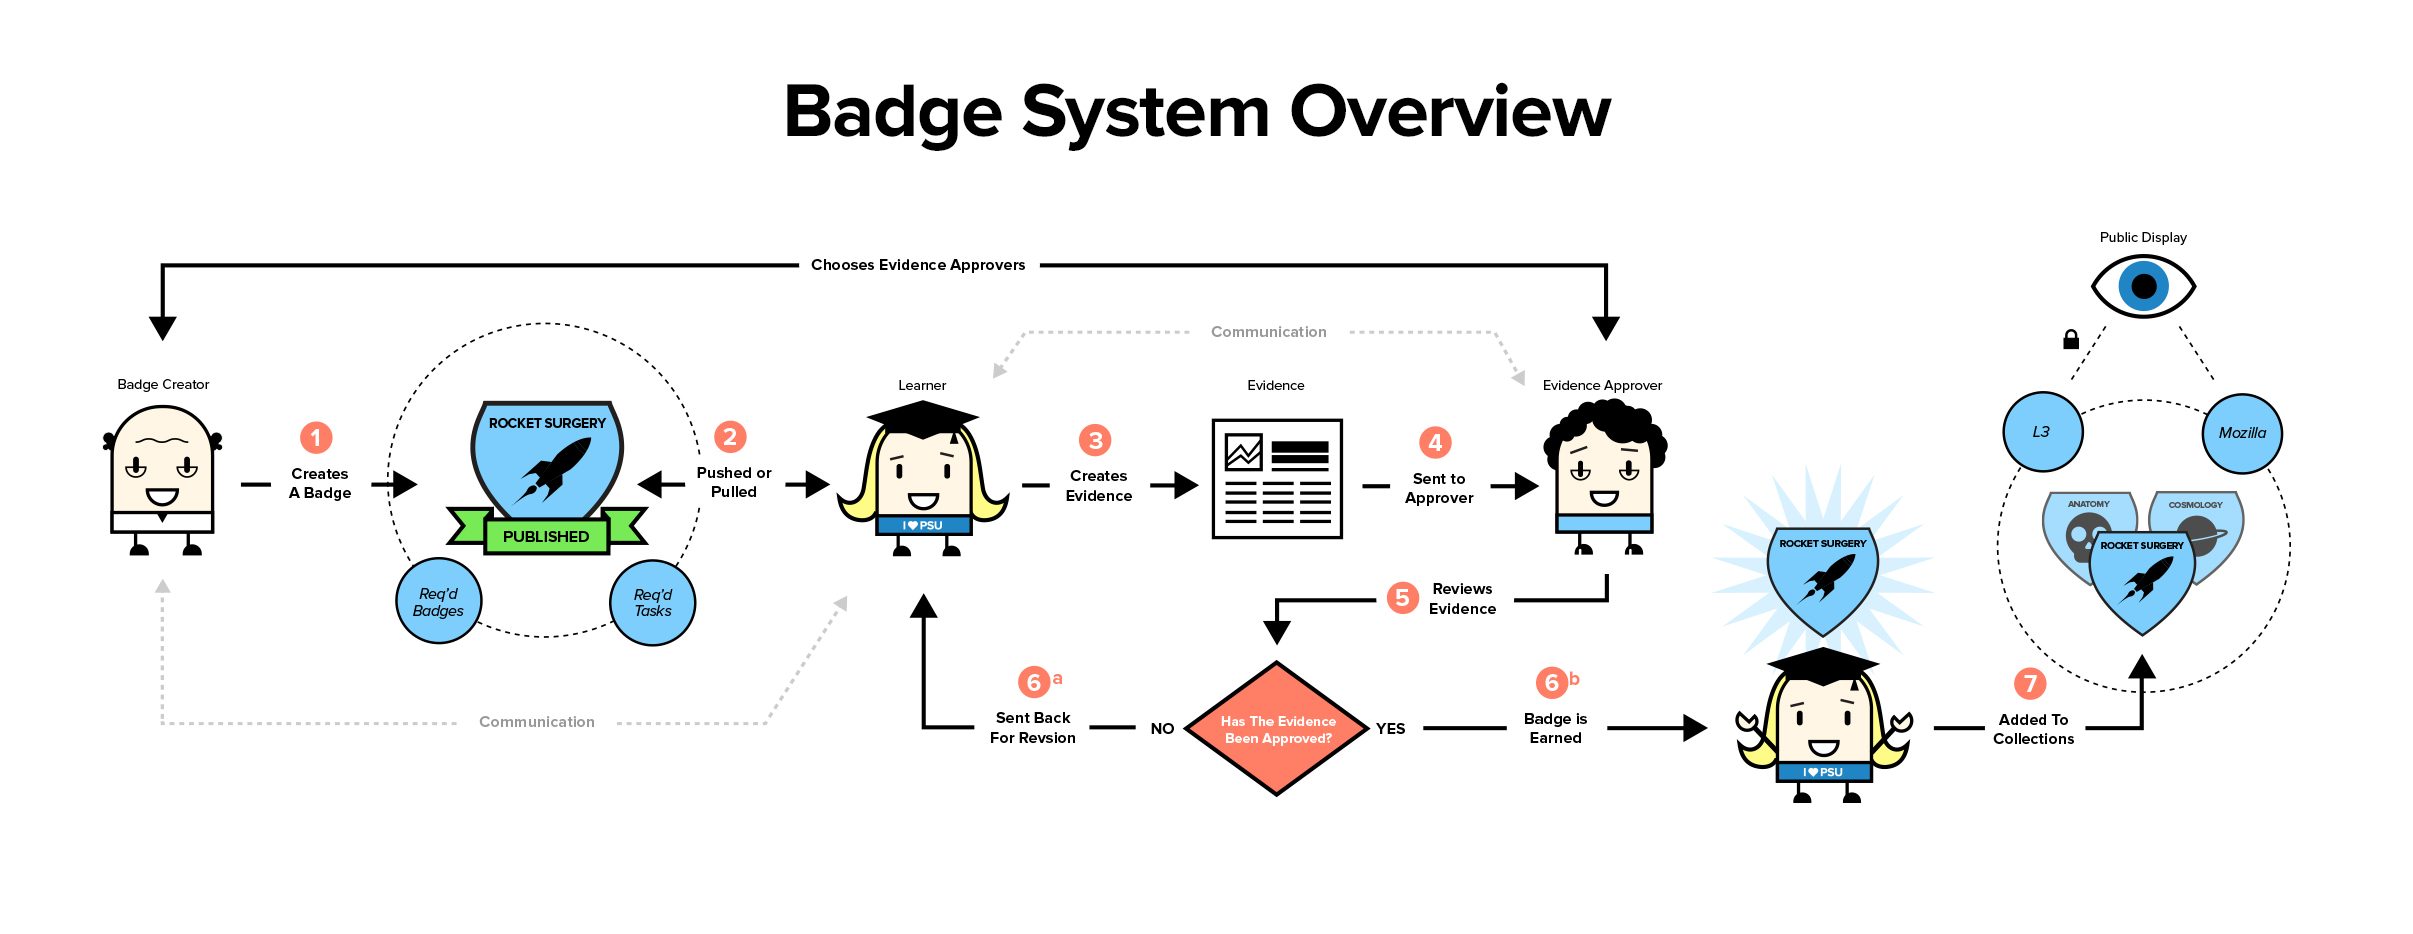 Badge System Overview
Chooses Evidence Approvers
Public Display
Communication
Badge Creator
Learner
Evidence
Evidence Approver
1
Creates
A Badge
ROCKET SURGERY
PUBLISHED
Req'd
Badges
Req'd
Tasks
2
Pushed or
Pulled
I ♥ PSU
3
Creates
Evidence
4
Sent to
Approver
5
Reviews
Evidence
Communication
6 a
Sent Back
For Revsion
NO
Has The Evidence
Been Approved?
YES
6 b
Badge is
Earned
ROCKET SURGERY
I ♥ PSU
7
Added To
Collections
L3
Mozilla
ANATOMY
COSMOLOGY
ROCKET SURGERY